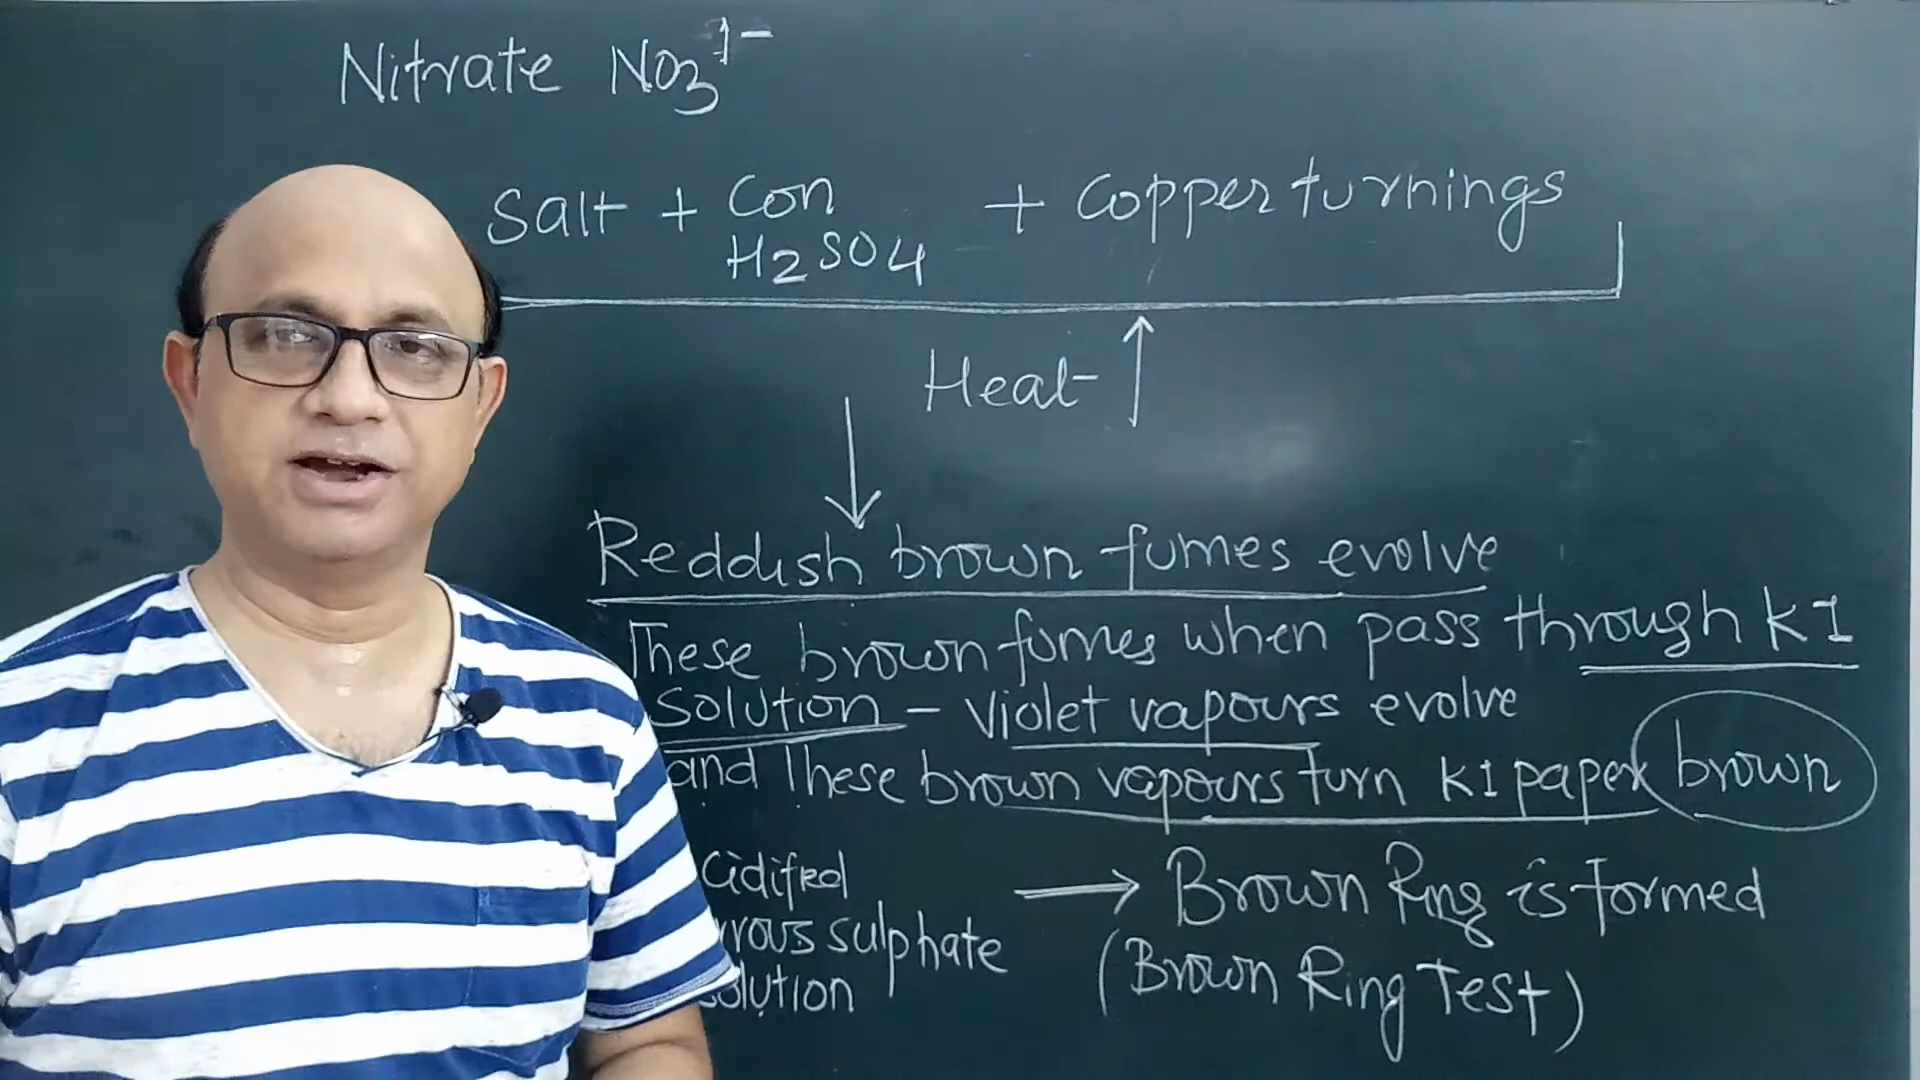 Nitrate NO3 1-
Salt + Con H2SO4 + Copper turnings
Heat
Reddish brown fumes evolve
These brown fumes when pass through KI
Solution - Violet vapours evolve
and These brown vapours turn KI paper brown
cidified
rrous sulphate
solution
→ Brown Ring is formed
(Brown Ring Test)